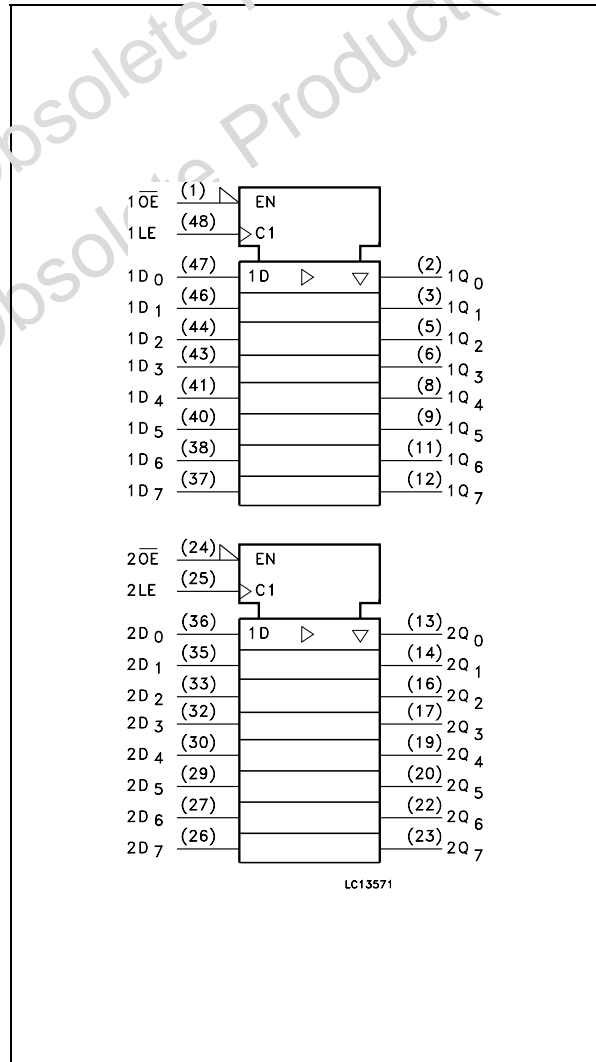 Obsolete Product(
1OE (1) EN
1LE (48) C1
1D0 (47) 1D (2) 1Q0
1D1 (46) (3) 1Q1
1D2 (44) (5) 1Q2
1D3 (43) (6) 1Q3
1D4 (41) (8) 1Q4
1D5 (40) (9) 1Q5
1D6 (38) (11) 1Q6
1D7 (37) (12) 1Q7
2OE (24) EN
2LE (25) C1
2D0 (36) 1D (13) 2Q0
2D1 (35) (14) 2Q1
2D2 (33) (16) 2Q2
2D3 (32) (17) 2Q3
2D4 (30) (19) 2Q4
2D5 (29) (20) 2Q5
2D6 (27) (22) 2Q6
2D7 (26) (23) 2Q7
LC13571